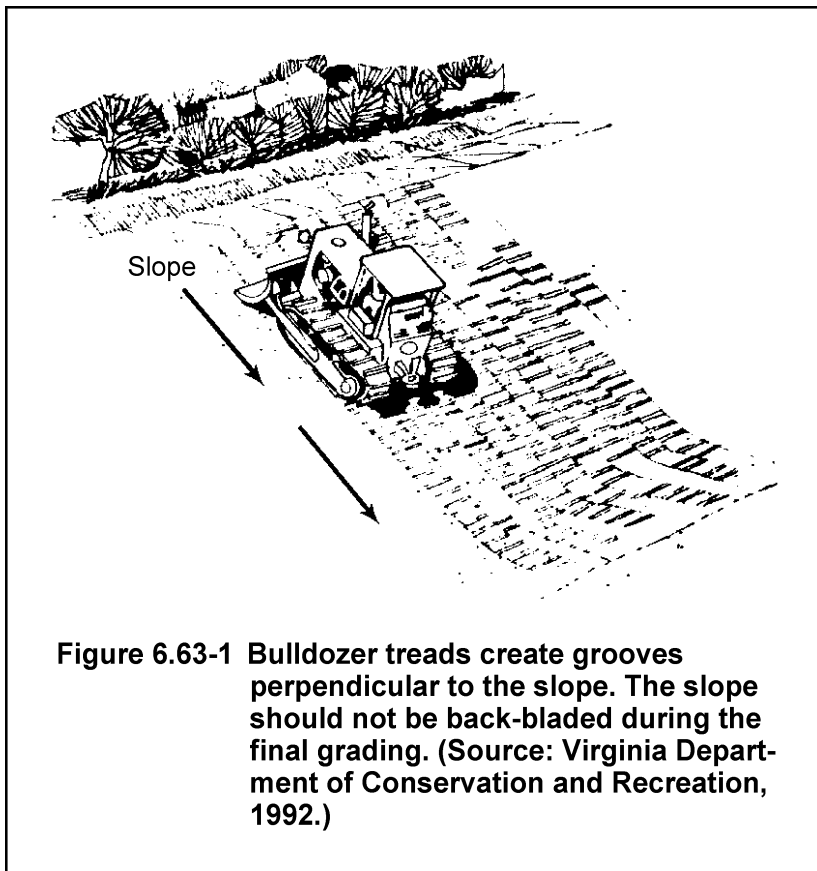 Slope
Figure 6.63-1 Bulldozer treads create grooves
perpendicular to the slope. The slope
should not be back-bladed during the
final grading. (Source: Virginia Depart-
ment of Conservation and Recreation,
1992.)